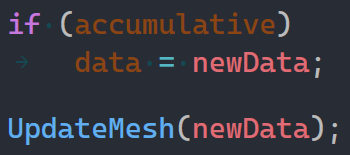 if (accumulative)
    data = newData;
UpdateMesh(newData);